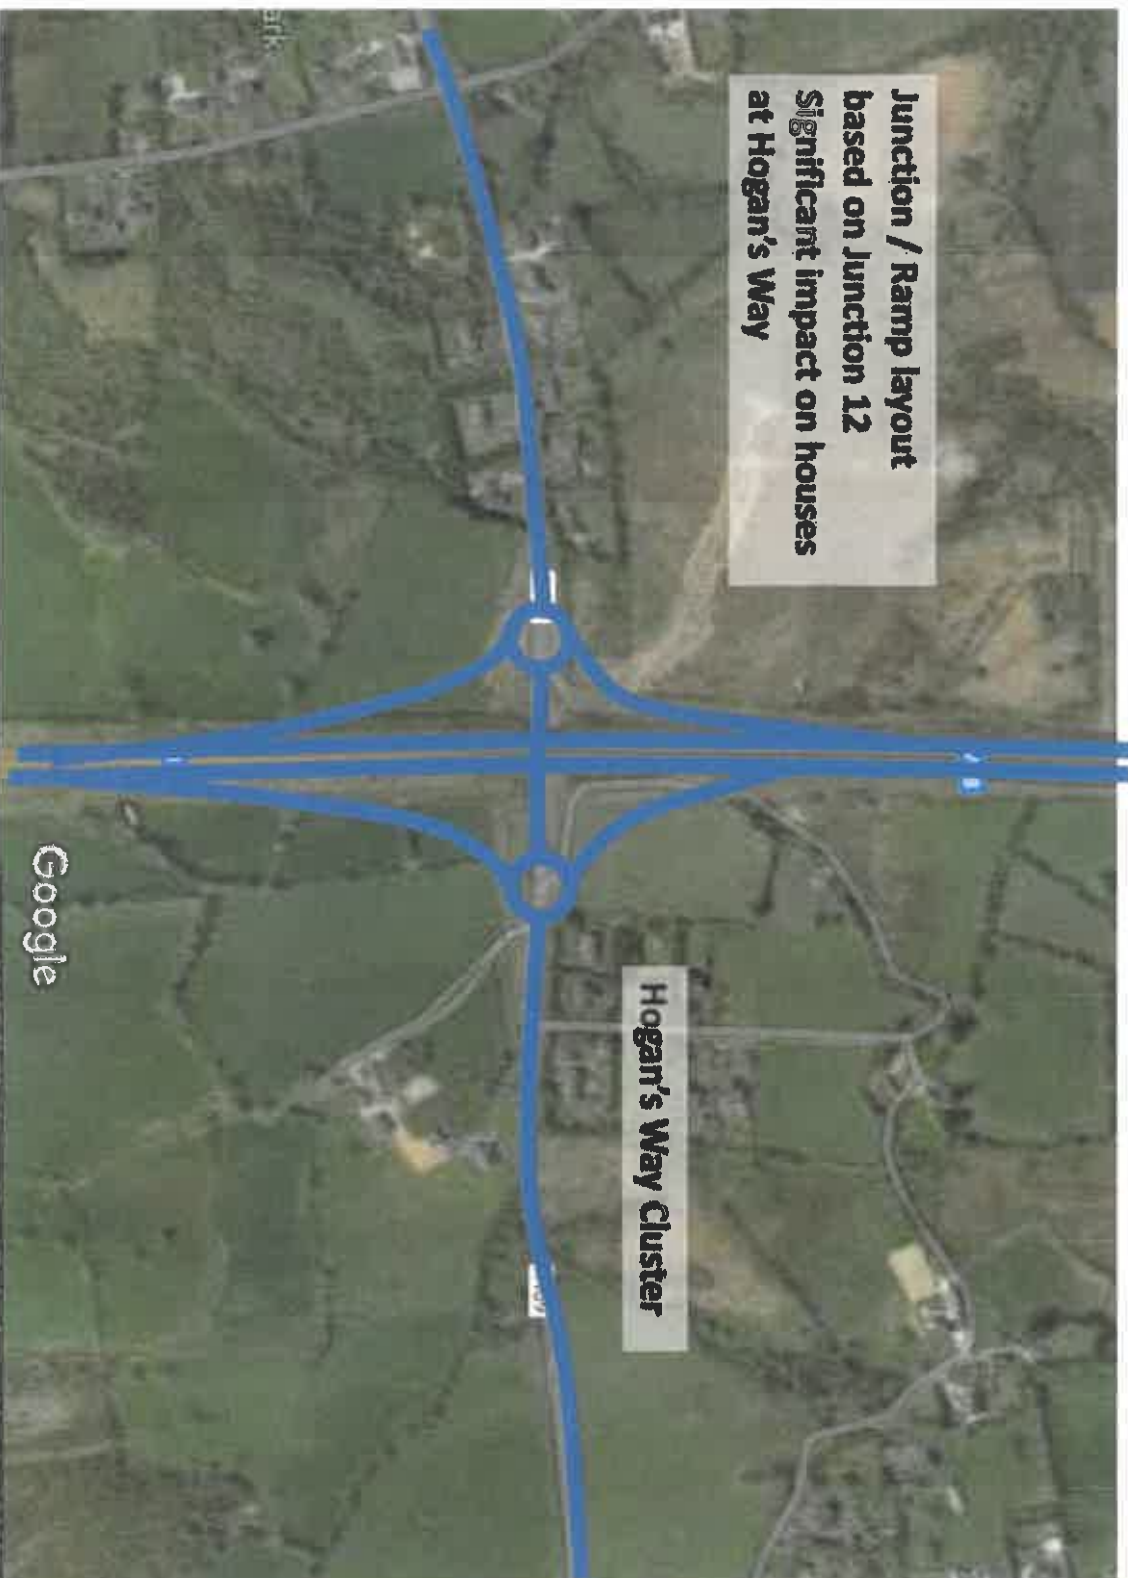 Junction / Ramp layout
based on Junction 12
Significant impact on houses
at Hogan's Way
Hogan's Way Cluster
Google